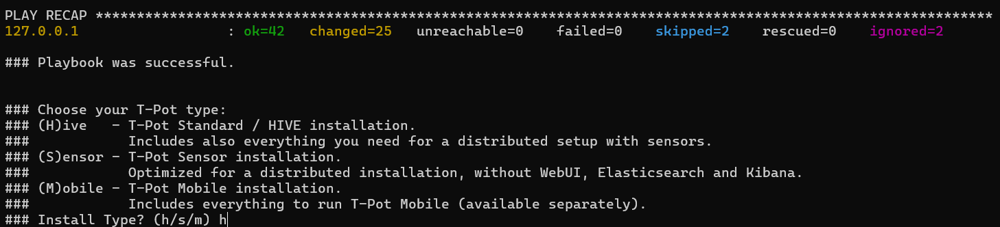 PLAY RECAP *************************************************************************************************************
127.0.0.1                  : ok=42   changed=25   unreachable=0    failed=0    skipped=2    rescued=0    ignored=2
### Playbook was successful.
### Choose your T-Pot type:
### (H)ive   - T-Pot Standard / HIVE installation.
###            Includes also everything you need for a distributed setup with sensors.
### (S)ensor - T-Pot Sensor installation.
###            Optimized for a distributed installation, without WebUI, Elasticsearch and Kibana.
### (M)obile - T-Pot Mobile installation.
###            Includes everything to run T-Pot Mobile (available separately).
### Install Type? (h/s/m) h